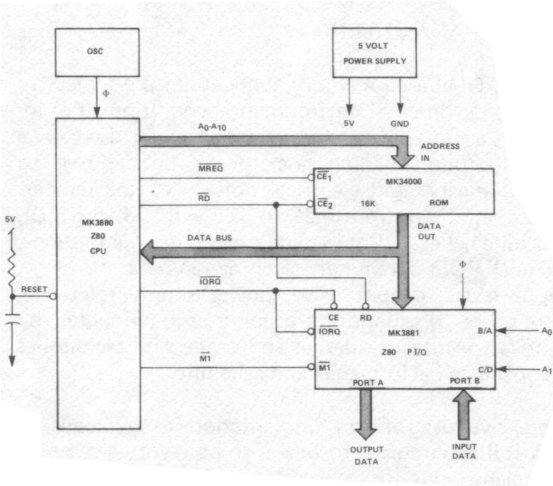 OSC
5 VOLT
POWER SUPPLY
Φ
5V
GND
A0-A10
ADDRESS
IN
MREQ
CE1
MK34000
RD
CE2
16K ROM
MK3880
Z80
CPU
DATA BUS
DATA
OUT
5V
RESET
IORQ
Φ
CE
RD
IORQ
MK3881
B/A
A0
Z80 PI/O
M1
M1
C/D
A1
PORT A
PORT B
OUTPUT
DATA
INPUT
DATA